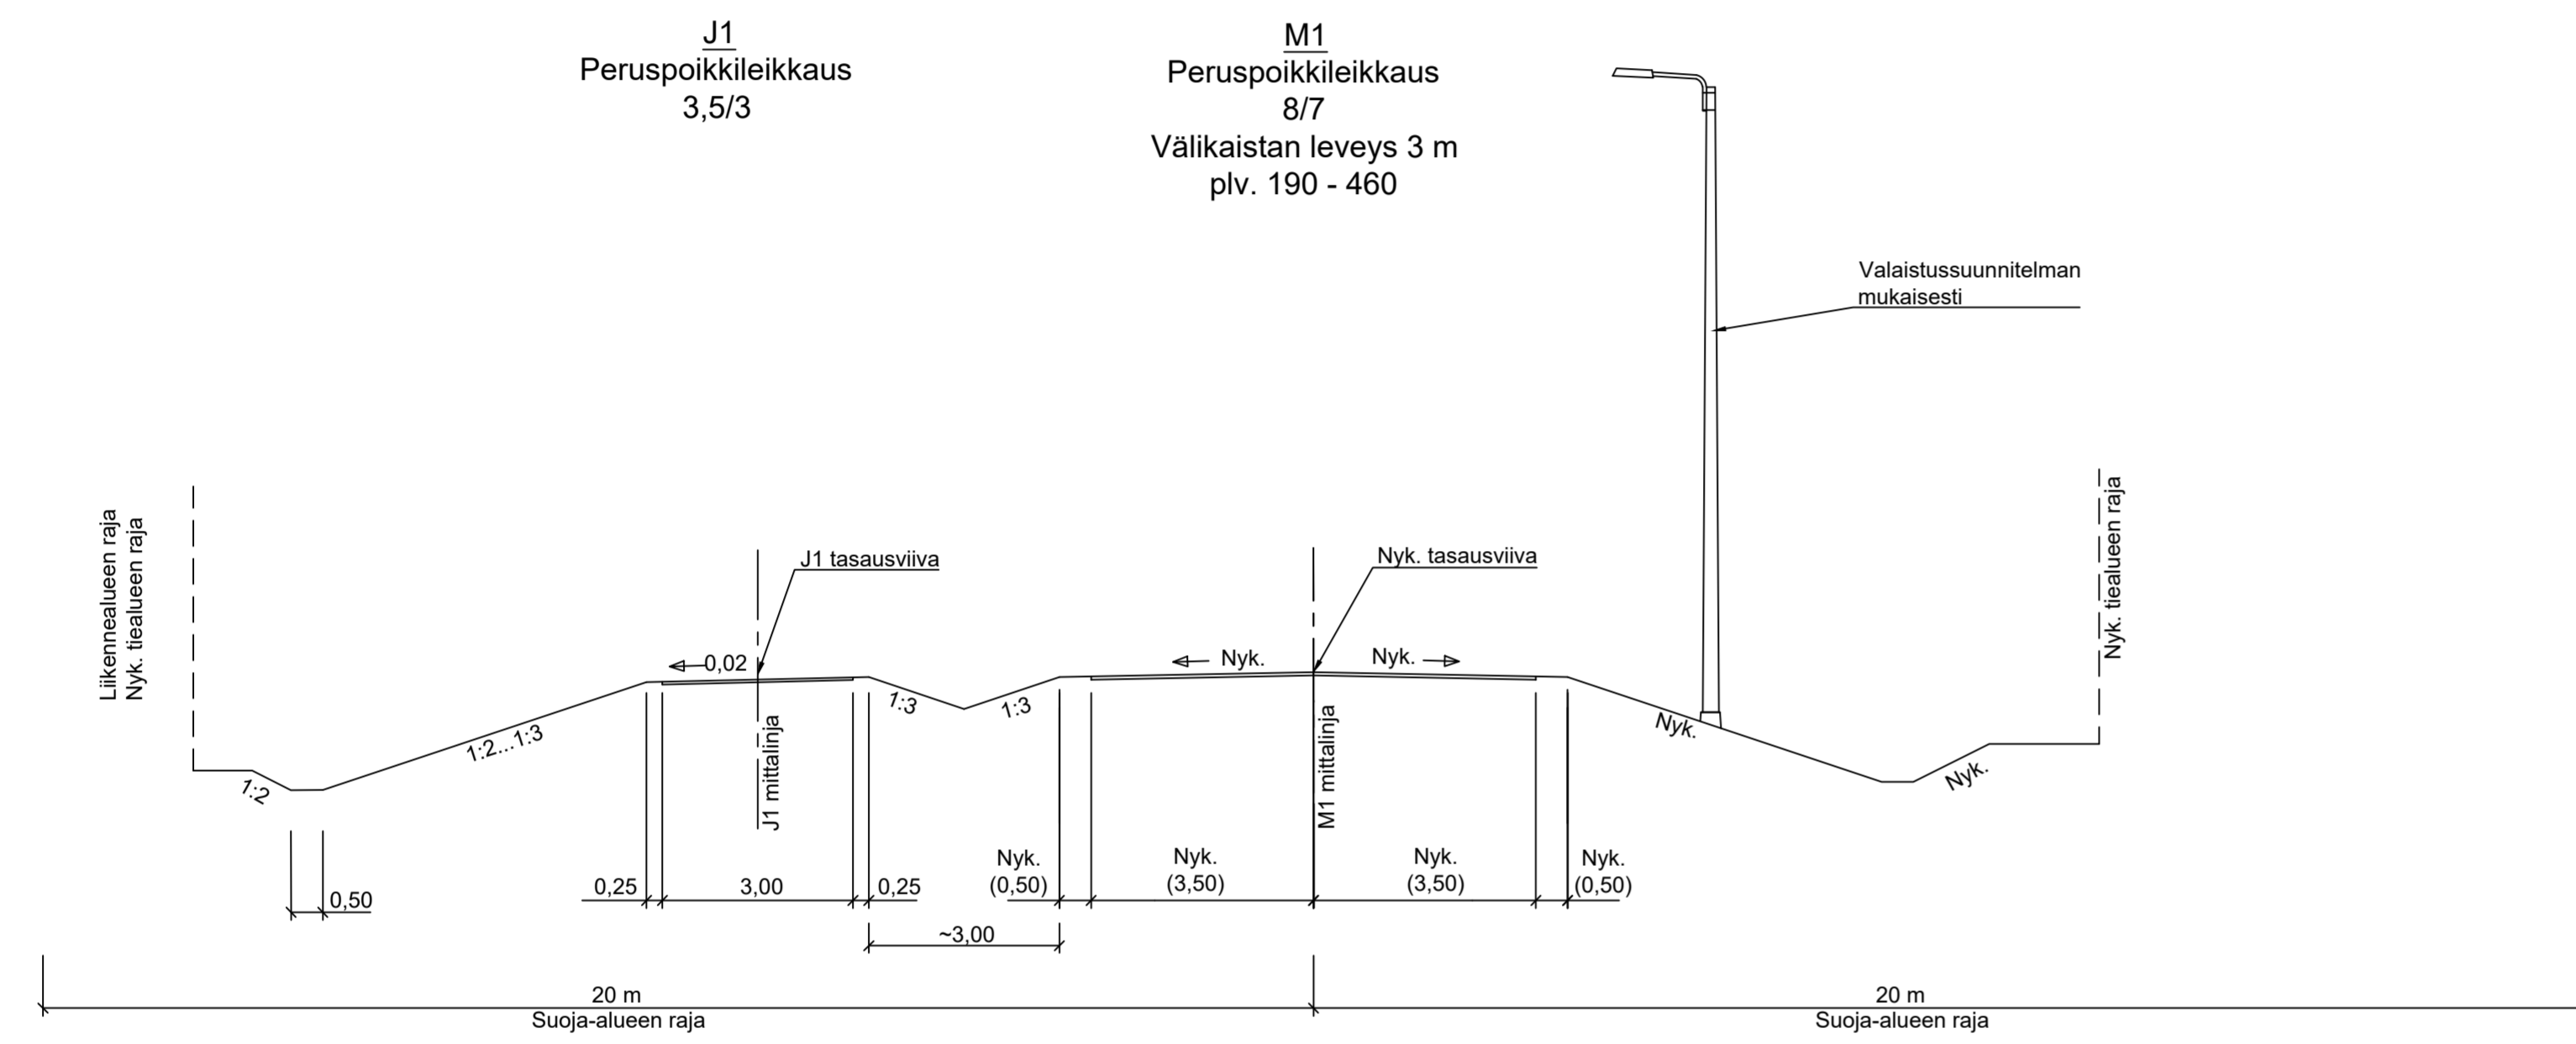 J1
Peruspoikkileikkaus
3,5/3
M1
Peruspoikkileikkaus
8/7
Välikaistan leveys 3 m
plv. 190 - 460
Valaistussuunnitelman
mukaisesti
Liikennealueen raja
Nyk. tiealueen raja
J1 tasausviiva
Nyk. tasausviiva
Nyk. tiealueen raja
0,02
Nyk.
Nyk.
1:2
1:2...1:3
1:3
1:3
Nyk.
Nyk.
J1 mittalinja
M1 mittalinja
0,50
0,25
3,00
0,25
Nyk.
(0,50)
Nyk.
(3,50)
Nyk.
(3,50)
Nyk.
(0,50)
~3,00
20 m
Suoja-alueen raja
20 m
Suoja-alueen raja